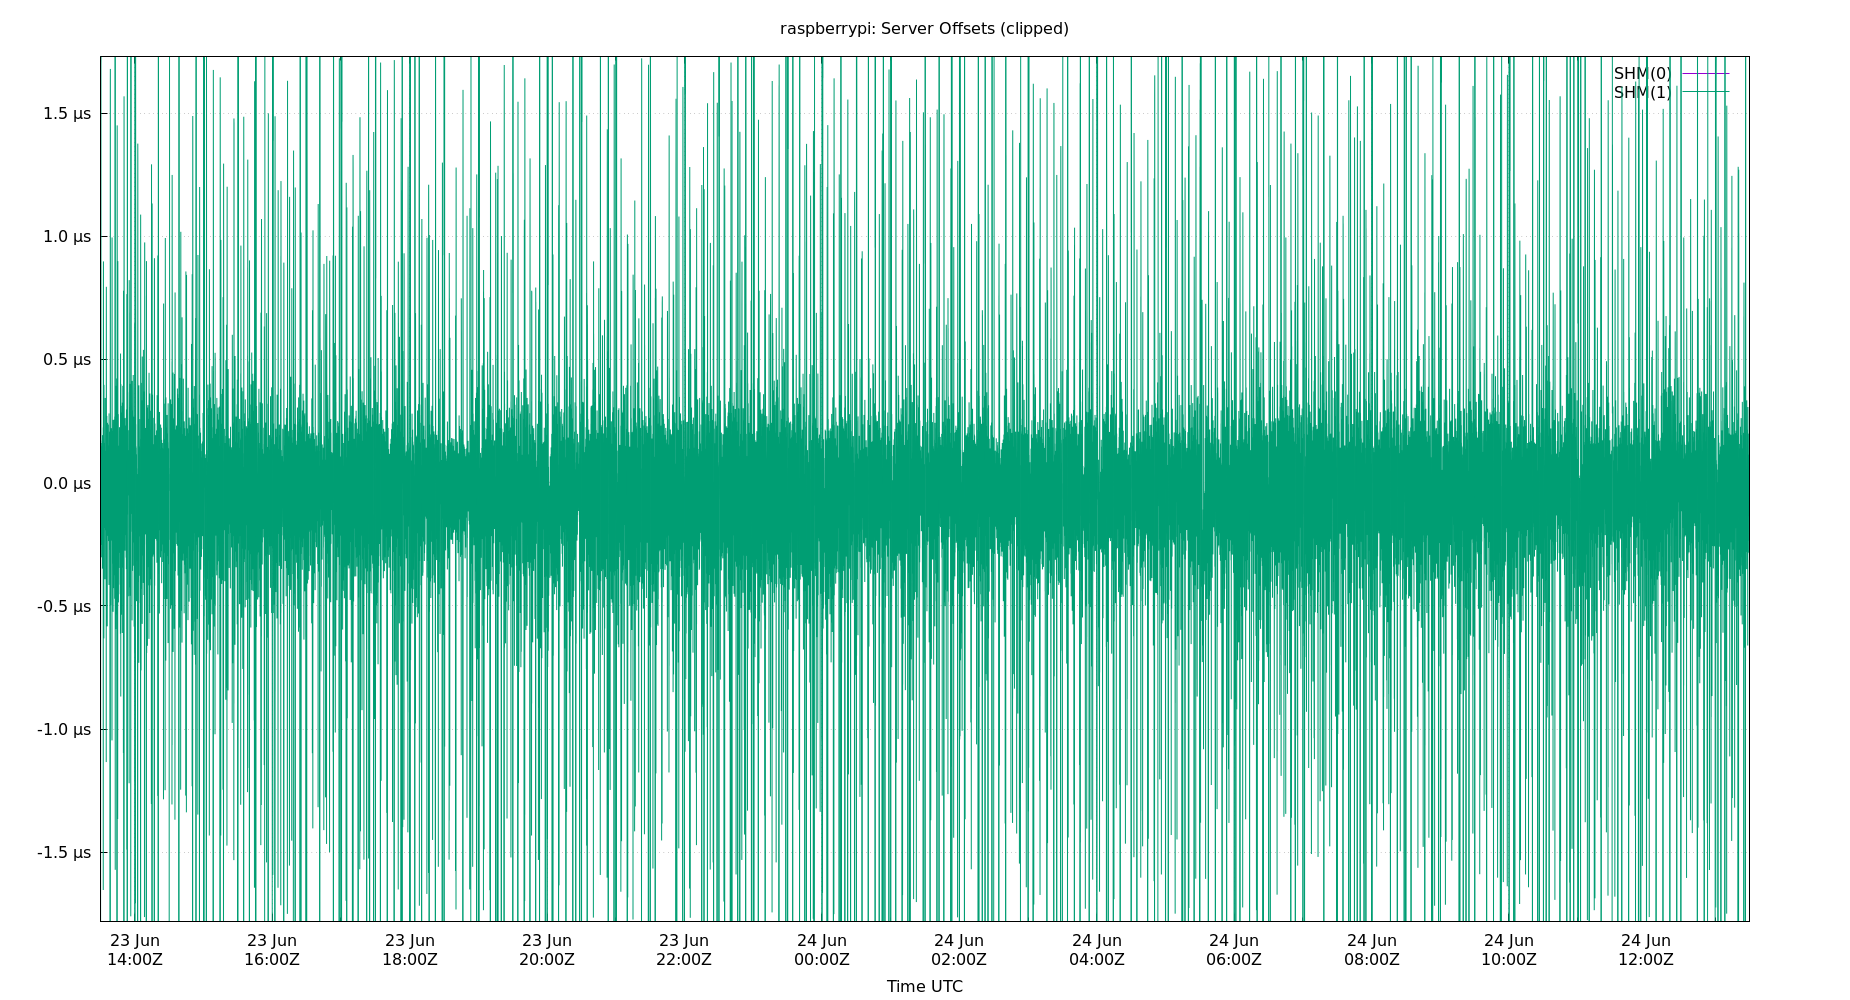 raspberrypi: Server Offsets (clipped)
SHM(0)
SHM(1)
1.5 µs
1.0 µs
0.5 µs
0.0 µs
-0.5 µs
-1.0 µs
-1.5 µs
23 Jun 23 Jun 23 Jun 23 Jun 23 Jun 24 Jun 24 Jun 24 Jun 24 Jun 24 Jun 24 Jun 24 Jun
14:00Z 16:00Z 18:00Z 20:00Z 22:00Z 00:00Z 02:00Z 04:00Z 06:00Z 08:00Z 10:00Z 12:00Z
Time UTC